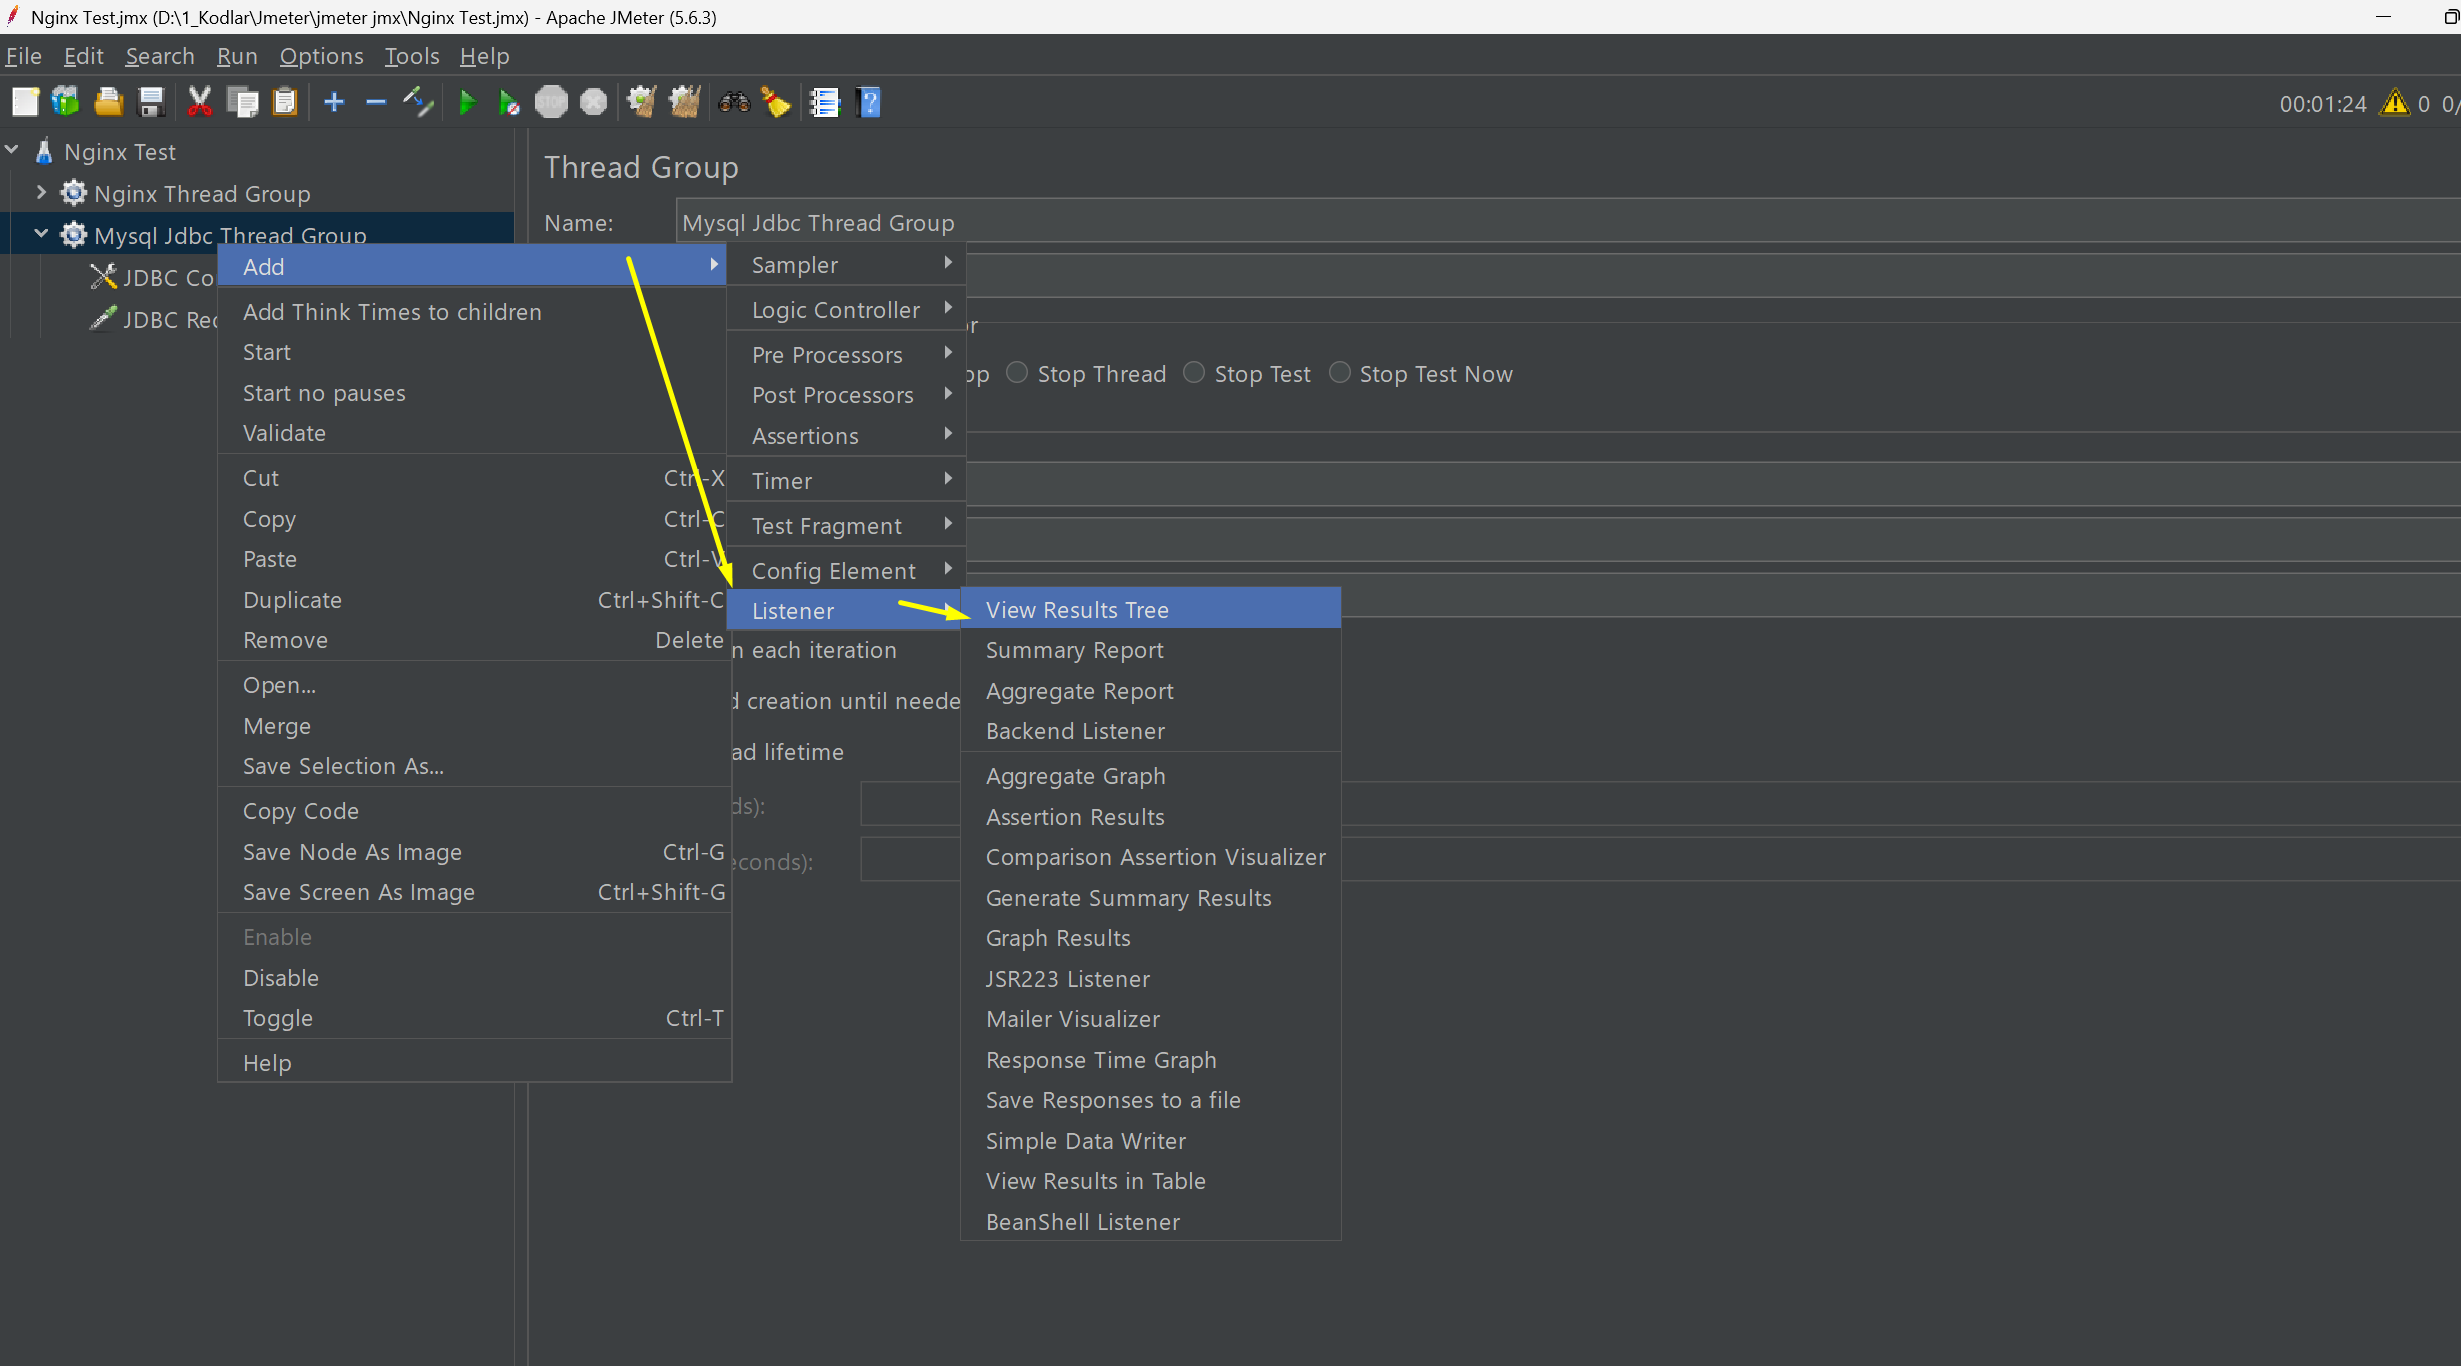 Nginx Test.jmx (D:\1_Kodlar\Jmeter\jmeter jmx\Nginx Test.jmx) - Apache JMeter (5.6.3)
File Edit Search Run Options Tools Help
STOP
00:01:24 0 0/
Nginx Test
Nginx Thread Group
Mysql Jdbc Thread Group
JDBC Co
JDBC Rec
Thread Group
Name: Mysql Jdbc Thread Group
or
op Stop Thread Stop Test Stop Test Now
n each iteration
d creation until neede
ad lifetime
ds):
econds):
Add
Add Think Times to children
Start
Start no pauses
Validate
Cut Ctrl-X
Copy Ctrl-C
Paste Ctrl-V
Duplicate Ctrl+Shift-C
Remove Delete
Open...
Merge
Save Selection As...
Copy Code
Save Node As Image Ctrl-G
Save Screen As Image Ctrl+Shift-G
Enable
Disable
Toggle Ctrl-T
Help
Sampler
Logic Controller
Pre Processors
Post Processors
Assertions
Timer
Test Fragment
Config Element
Listener
View Results Tree
Summary Report
Aggregate Report
Backend Listener
Aggregate Graph
Assertion Results
Comparison Assertion Visualizer
Generate Summary Results
Graph Results
JSR223 Listener
Mailer Visualizer
Response Time Graph
Save Responses to a file
Simple Data Writer
View Results in Table
BeanShell Listener